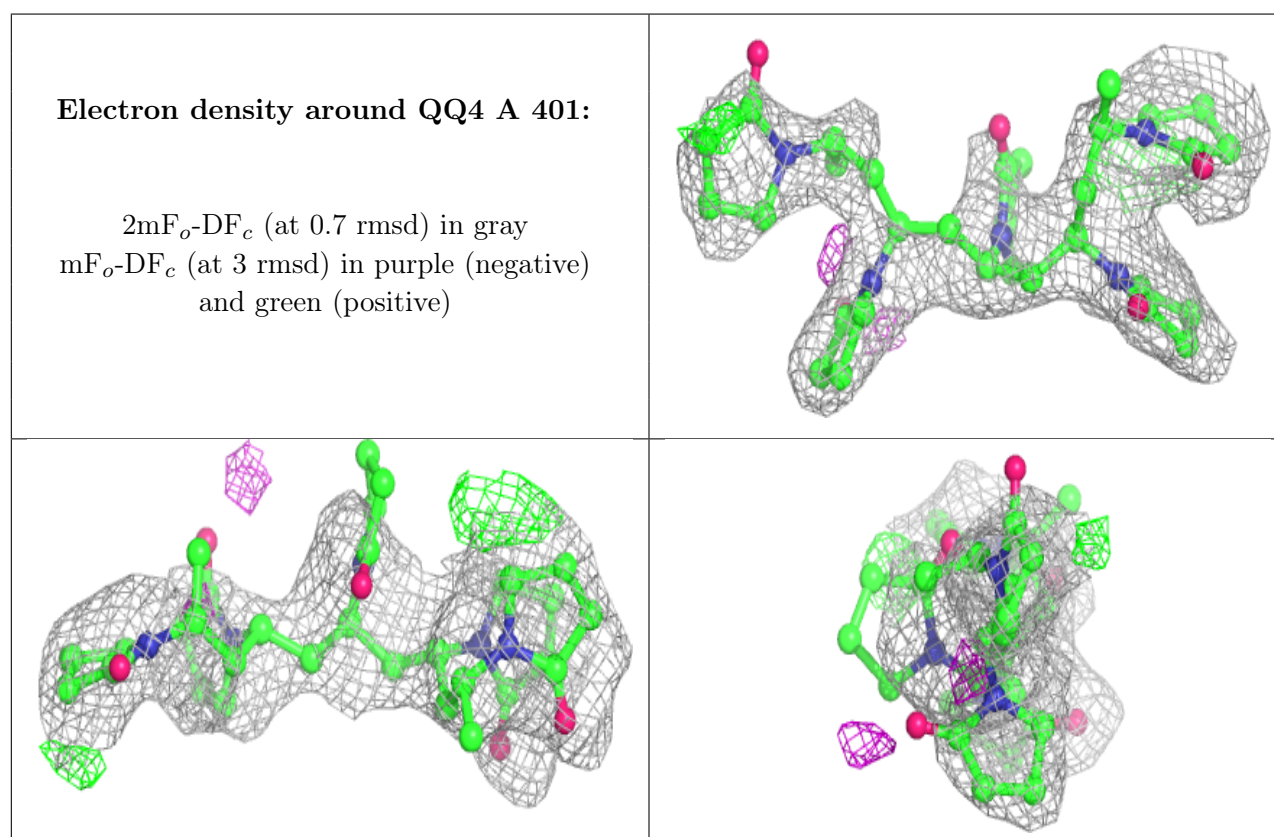 Electron density around QQ4 A 401:
2mFo-DFc (at 0.7 rmsd) in gray
mFo-DFc (at 3 rmsd) in purple (negative)
and green (positive)